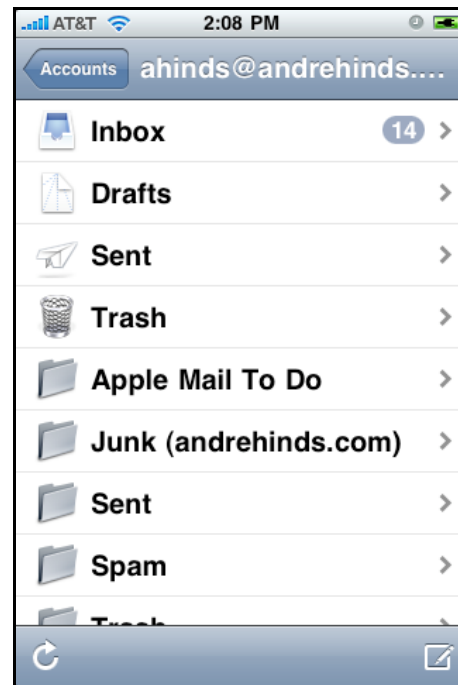 AT&T 2:08 PM
Accounts ahinds@andrehinds....
Inbox 14
Drafts
Sent
Trash
Apple Mail To Do
Junk (andrehinds.com)
Sent
Spam
Trash